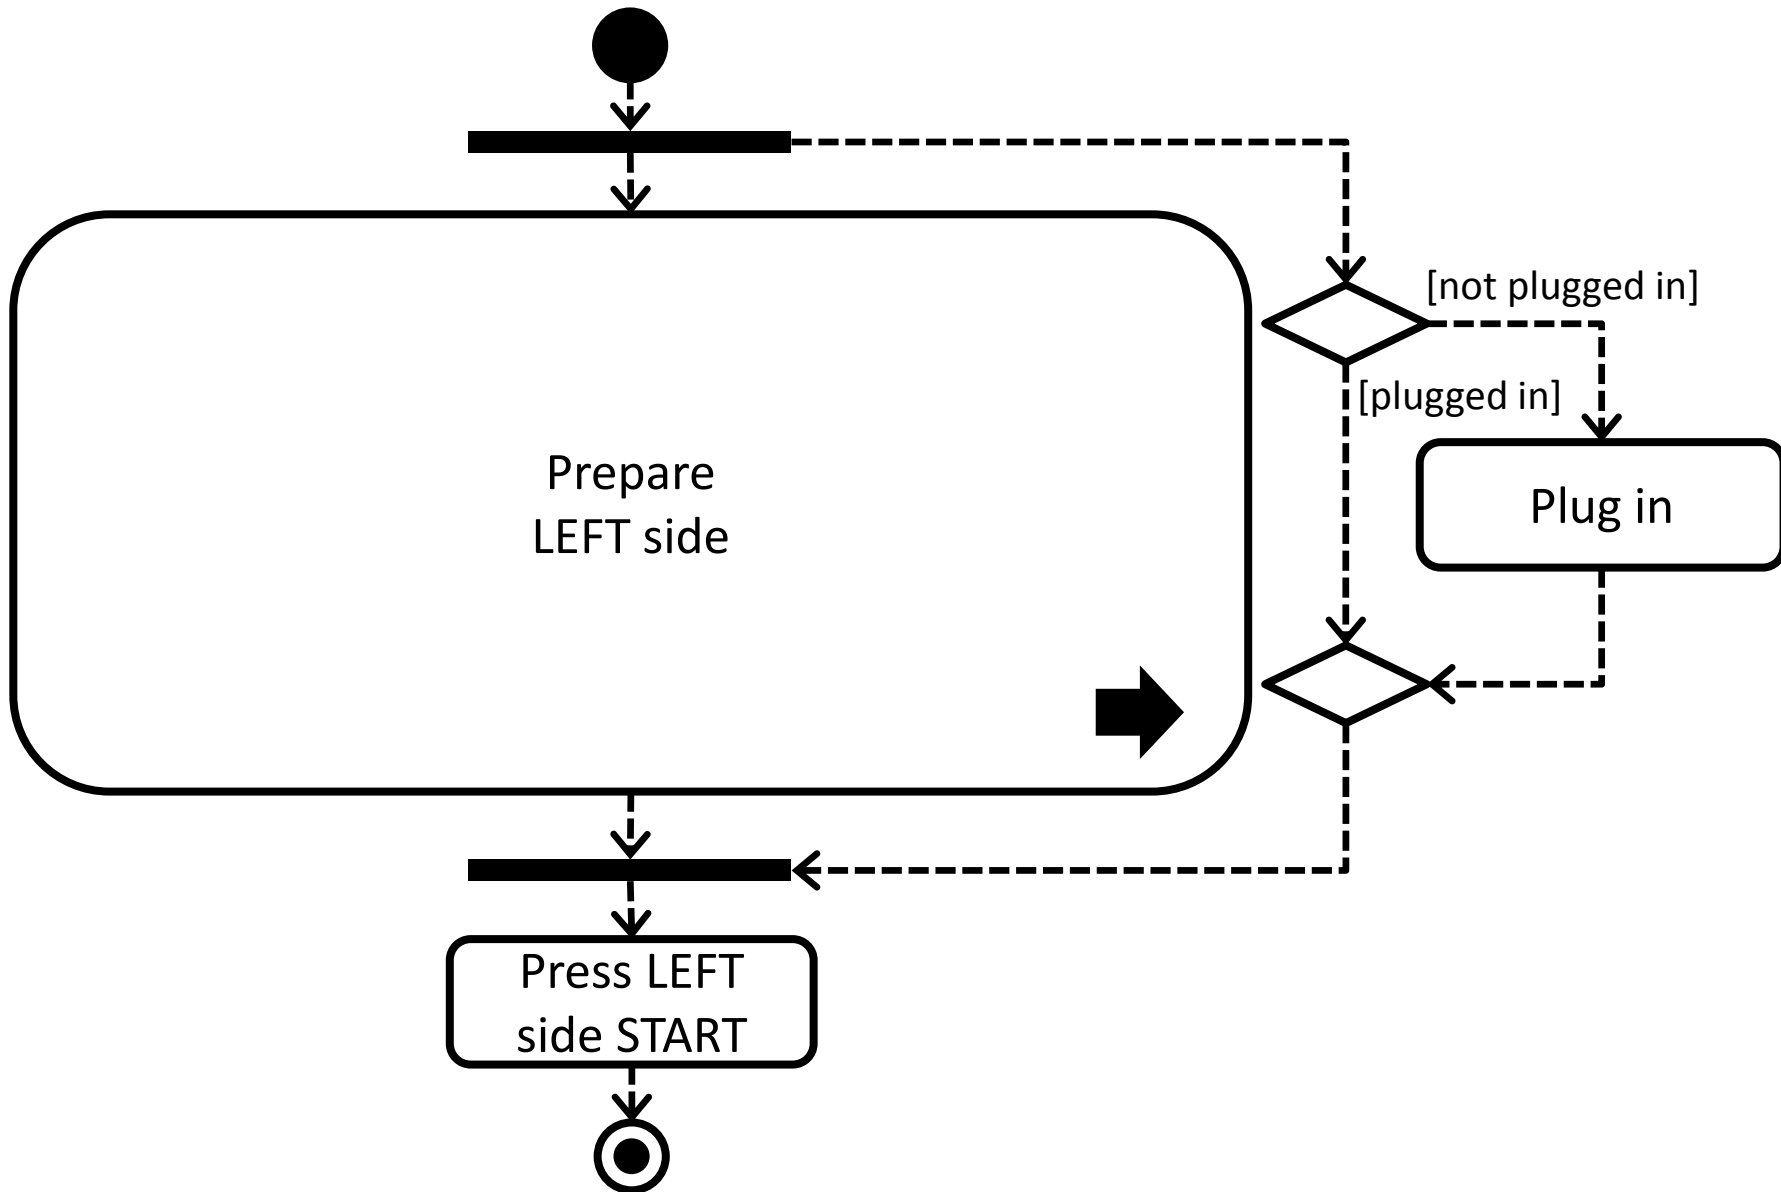 [not plugged in]
[plugged in]
Prepare
LEFT side
Plug in
Press LEFT
side START